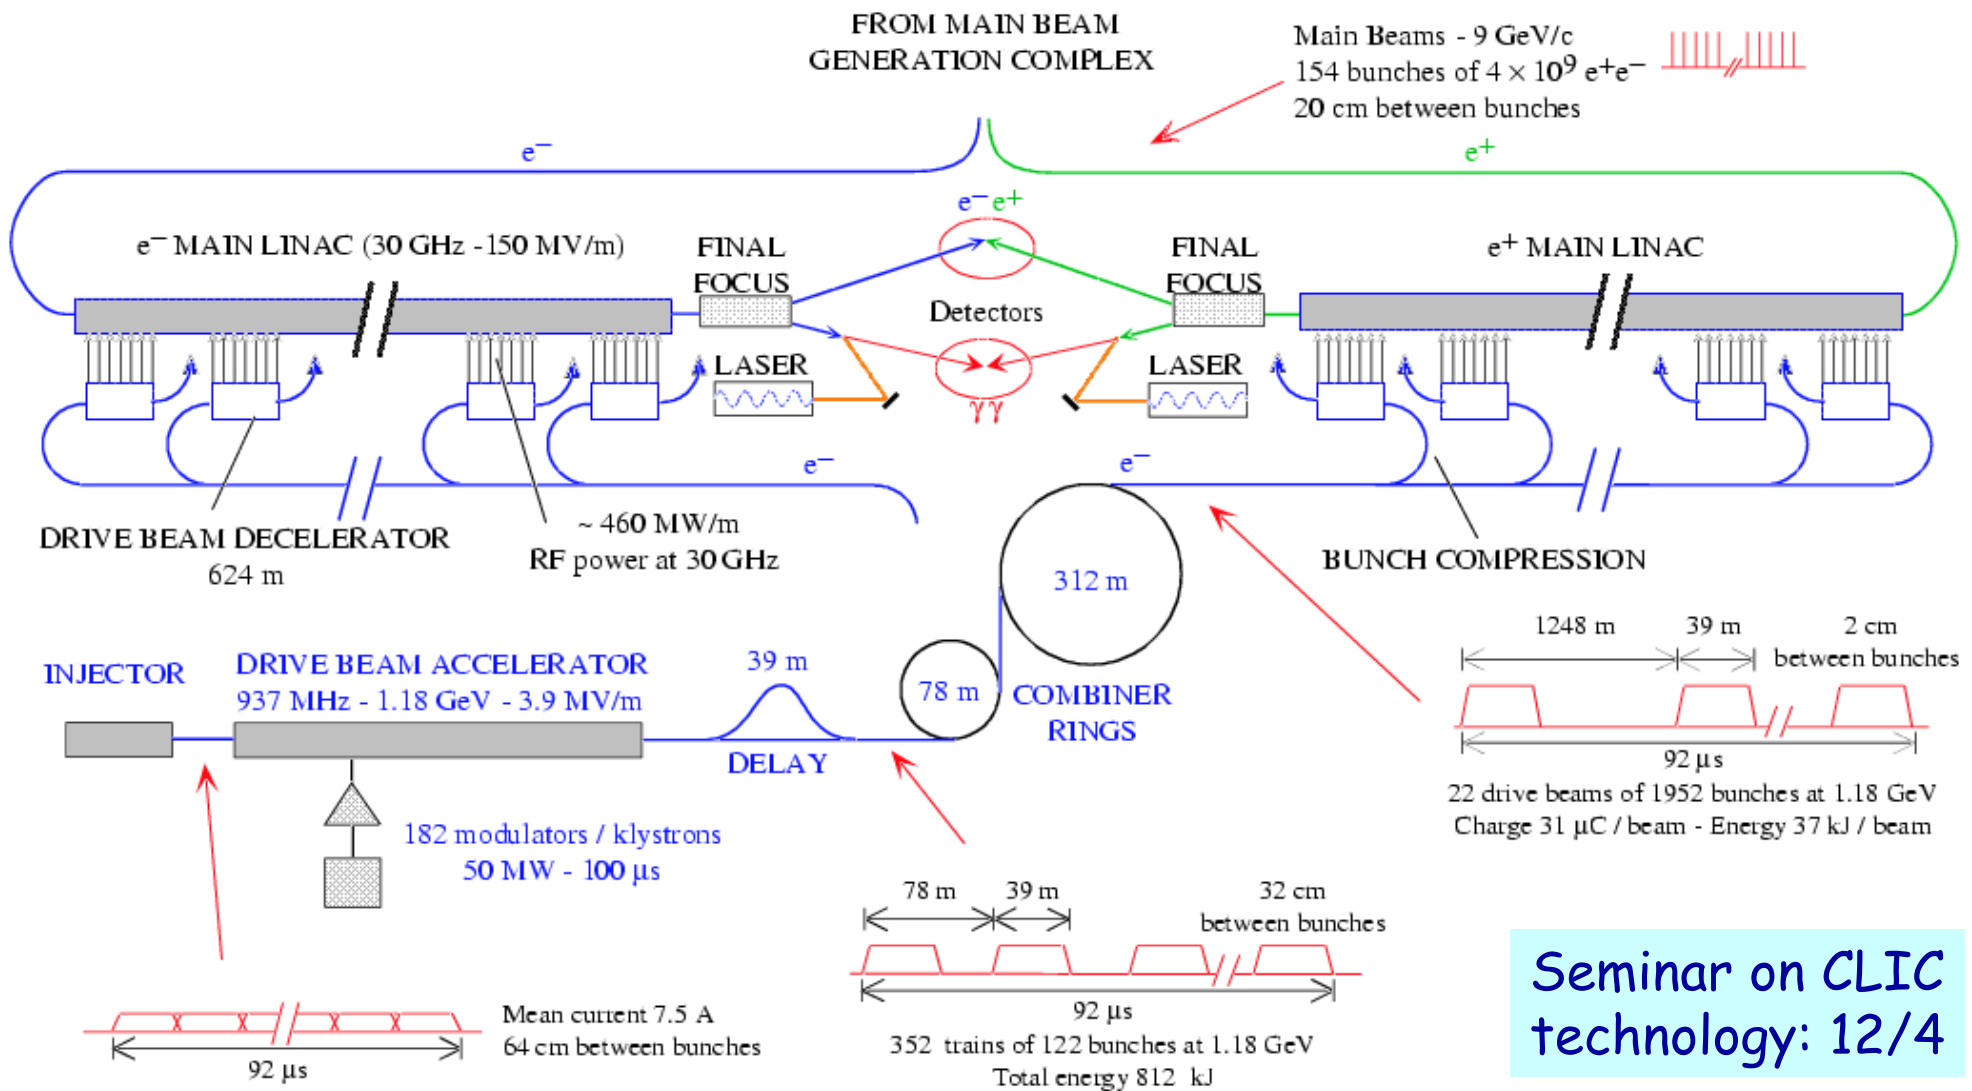 FROM MAIN BEAM
GENERATION COMPLEX
Main Beams - 9 GeV/c
154 bunches of 4 × 10⁹ e⁺e⁻
20 cm between bunches
e⁻
e⁺
e⁻ e⁺
e⁻ MAIN LINAC (30 GHz -150 MV/m)
FINAL
FOCUS
FINAL
FOCUS
e⁺ MAIN LINAC
Detectors
LASER
LASER
γ γ
e⁻
e⁻
DRIVE BEAM DECELERATOR
624 m
~ 460 MW/m
RF power at 30 GHz
BUNCH COMPRESSION
312 m
78 m
COMBINER
RINGS
INJECTOR
DRIVE BEAM ACCELERATOR
937 MHz - 1.18 GeV - 3.9 MV/m
39 m
DELAY
182 modulators / klystrons
50 MW - 100 µs
1248 m
39 m
2 cm
between bunches
92 µs
22 drive beams of 1952 bunches at 1.18 GeV
Charge 31 µC / beam - Energy 37 kJ / beam
78 m
39 m
32 cm
between bunches
92 µs
352 trains of 122 bunches at 1.18 GeV
Total energy 812 kJ
Mean current 7.5 A
64 cm between bunches
92 µs
Seminar on CLIC
technology: 12/4